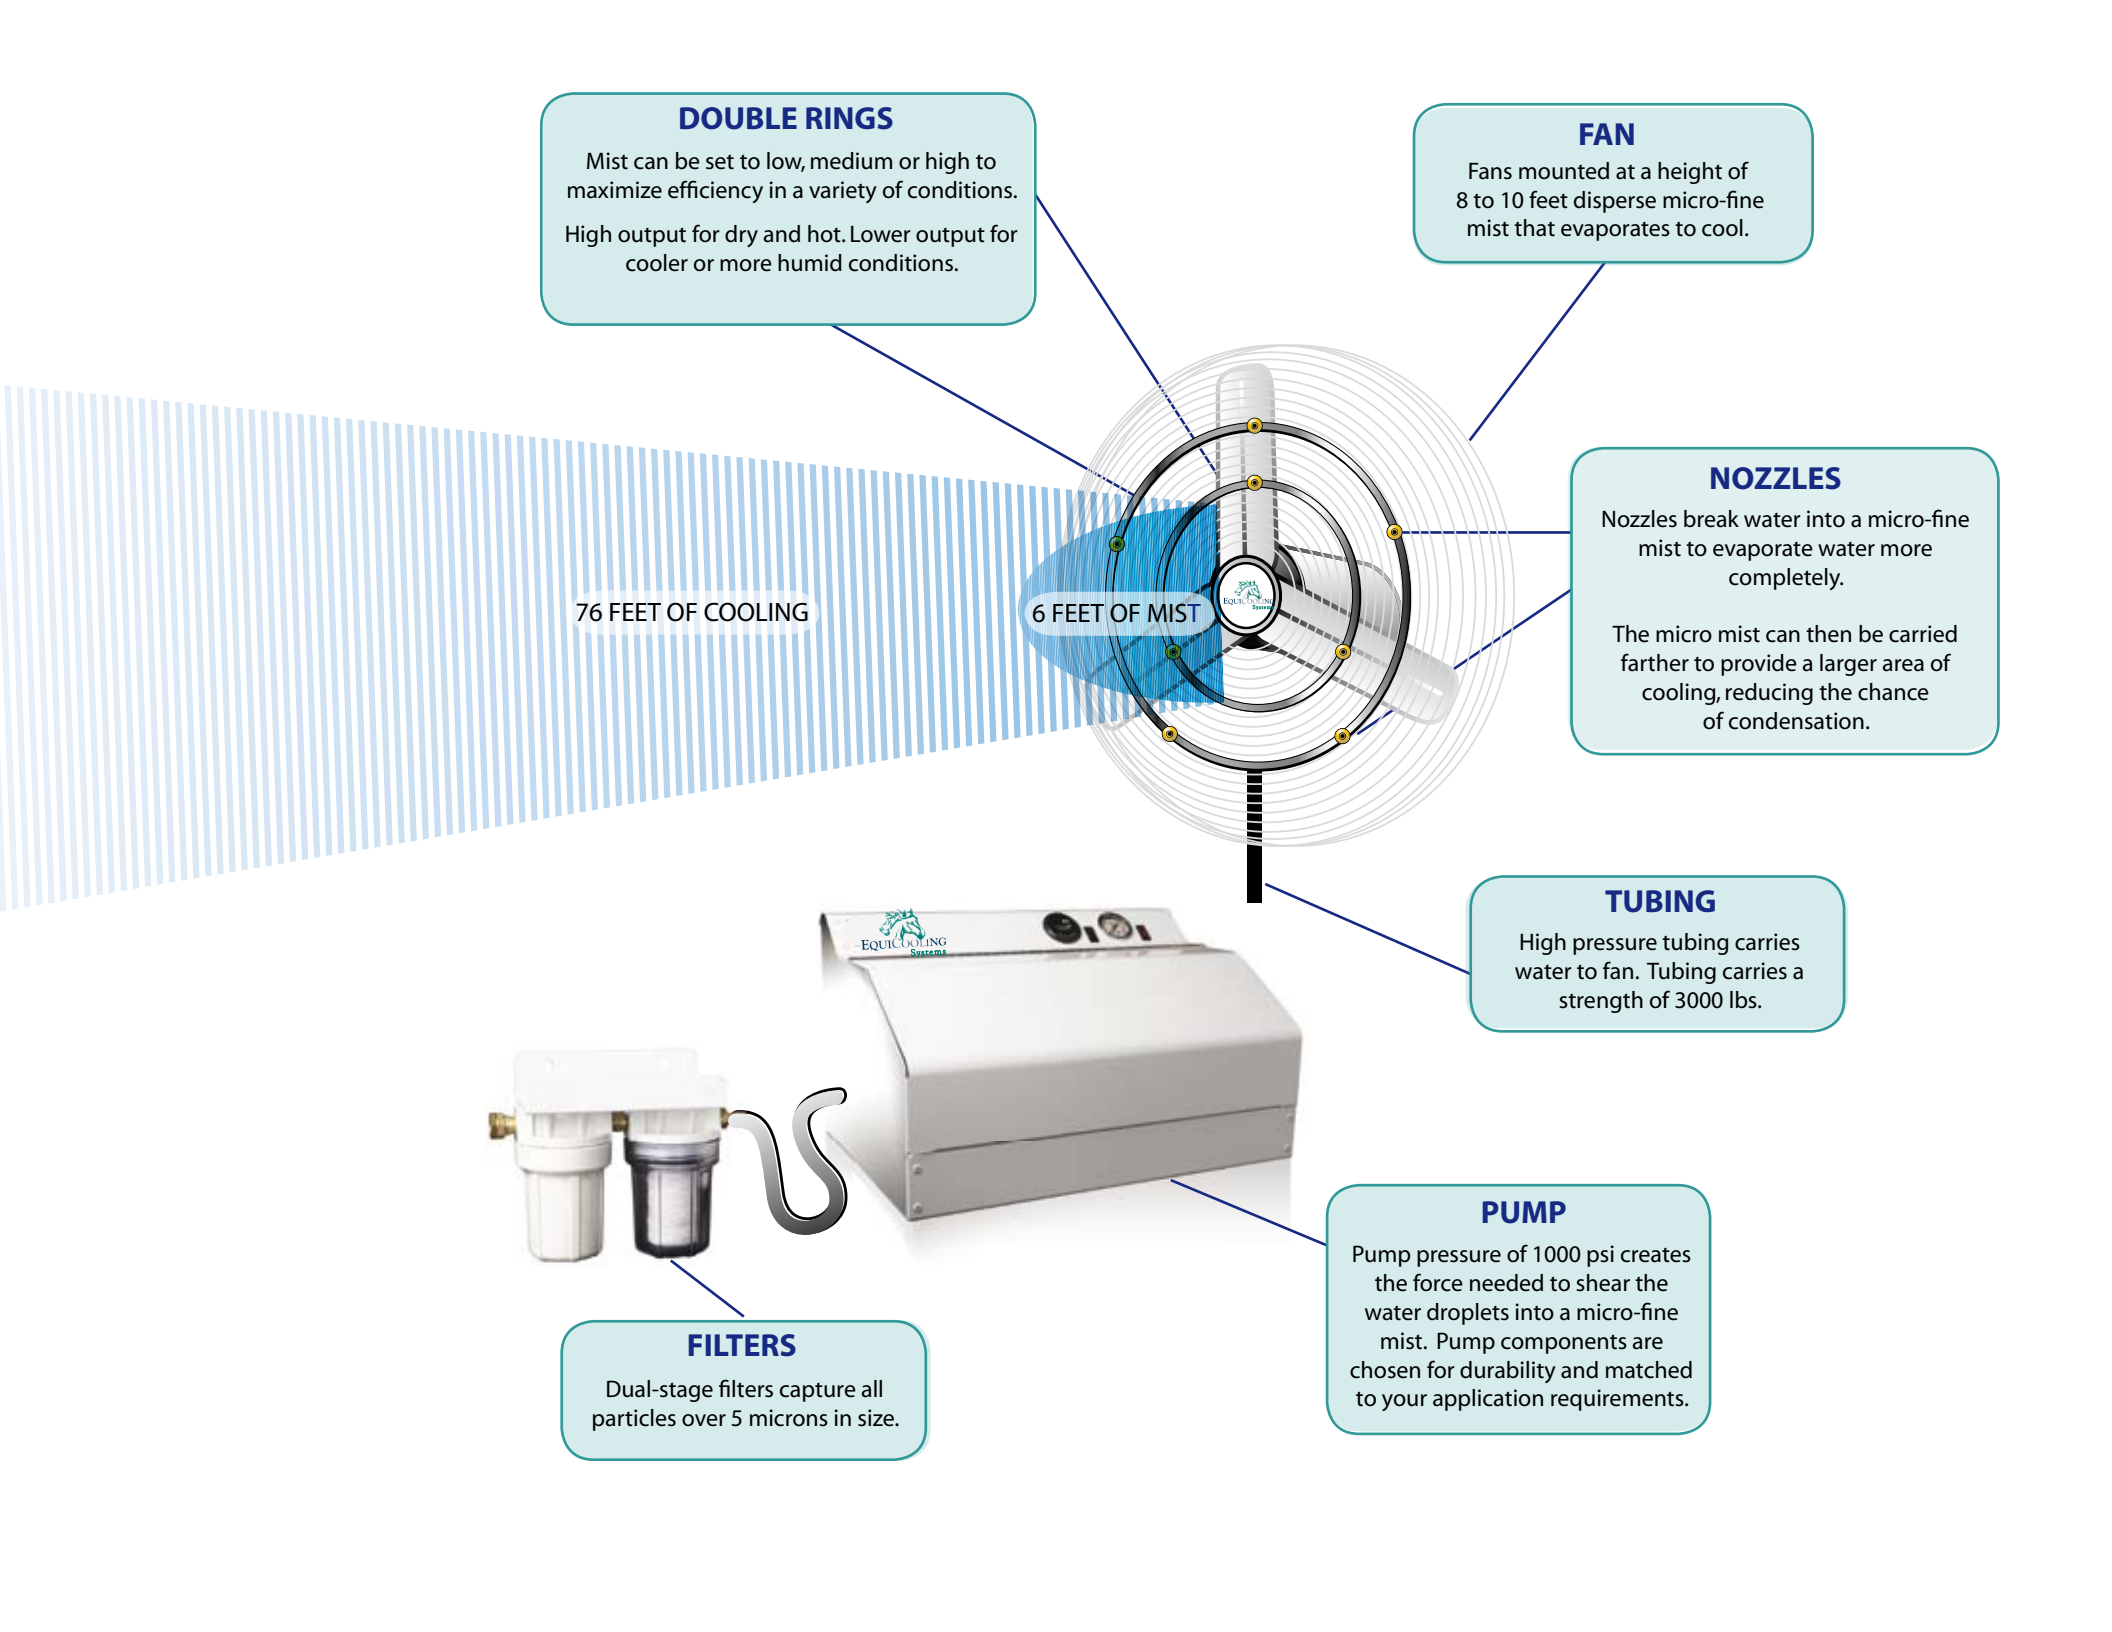 DOUBLE RINGS
Mist can be set to low, medium or high to
maximize efficiency in a variety of conditions.
High output for dry and hot. Lower output for
cooler or more humid conditions.
FAN
Fans mounted at a height of
8 to 10 feet disperse micro-fine
mist that evaporates to cool.
NOZZLES
Nozzles break water into a micro-fine
mist to evaporate water more
completely.
The micro mist can then be carried
farther to provide a larger area of
cooling, reducing the chance
of condensation.
76 FEET OF COOLING
6 FEET OF MIST
EQUICOOLING
Systems
TUBING
High pressure tubing carries
water to fan. Tubing carries a
strength of 3000 lbs.
EQUICOOLING
Systems
PUMP
Pump pressure of 1000 psi creates
the force needed to shear the
water droplets into a micro-fine
mist. Pump components are
chosen for durability and matched
to your application requirements.
FILTERS
Dual-stage filters capture all
particles over 5 microns in size.